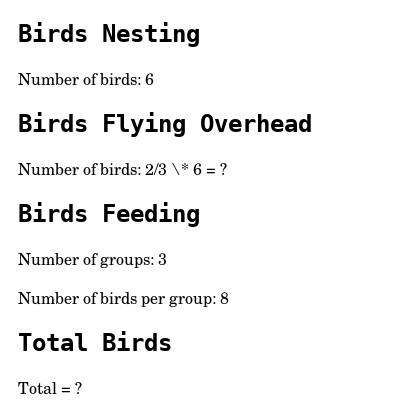 Birds Nesting
Number of birds: 6
Birds Flying Overhead
Number of birds: 2/3 \* 6 = ?
Birds Feeding
Number of groups: 3
Number of birds per group: 8
Total Birds
Total = ?